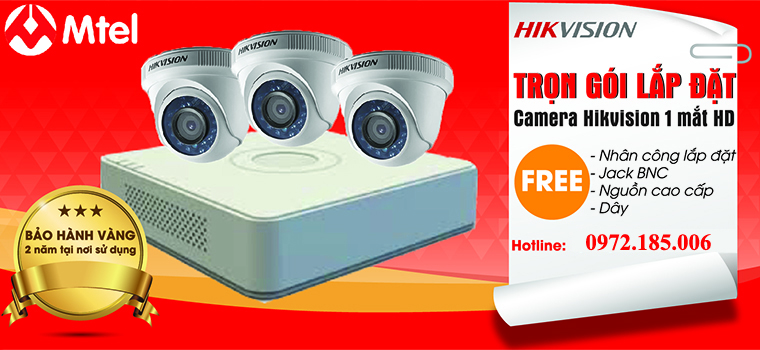 Mtel
HIKVISION
HIKVISION
HIKVISION
BẢO HÀNH VÀNG
2 năm tại nơi sử dụng
HIKVISION
TRỌN GÓI LẮP ĐẶT
Camera Hikvision 1 mắt HD
FREE
- Nhân công lắp đặt
- Jack BNC
- Nguồn cao cấp
- Dây
Hotline: 0972.185.006